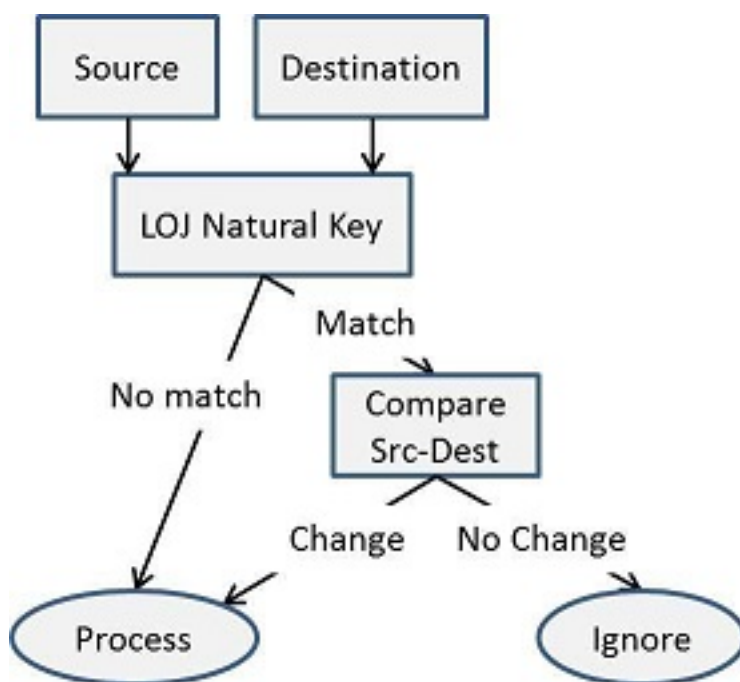 Source
Destination
LOJ Natural Key
Match
No match
Compare
Src-Dest
Change
No Change
Process
Ignore